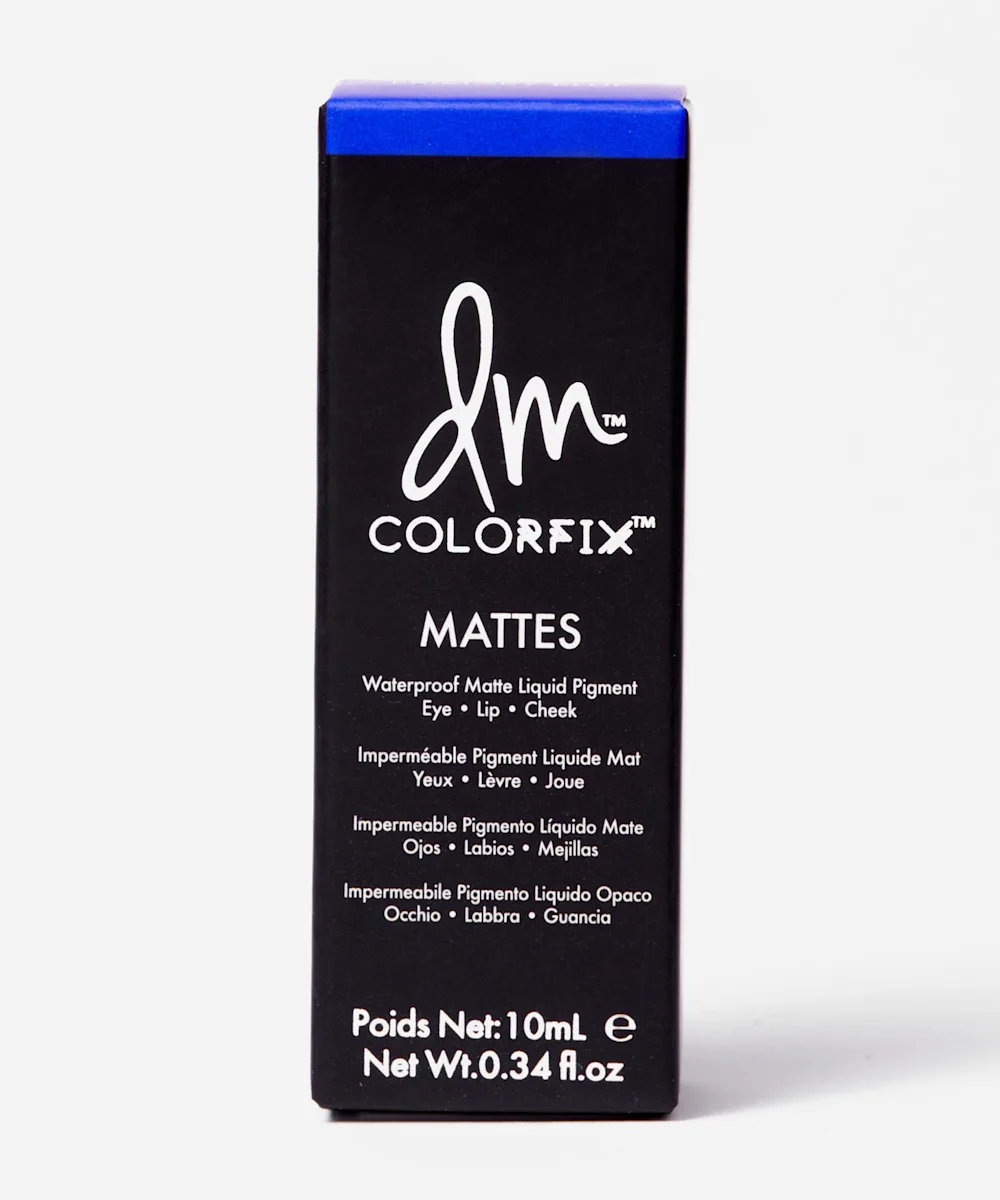 dm™
COLORFIX™
MATTES
Waterproof Matte Liquid Pigment
Eye • Lip • Cheek
Imperméable Pigment Liquide Mat
Yeux • Lèvre • Joue
Impermeable Pigmento Líquido Mate
Ojos • Labios • Mejillas
Impermeabile Pigmento Liquido Opaco
Occhio • Labbra • Guancia
Poids Net: 10mL ℮
Net Wt.0.34 fl.oz